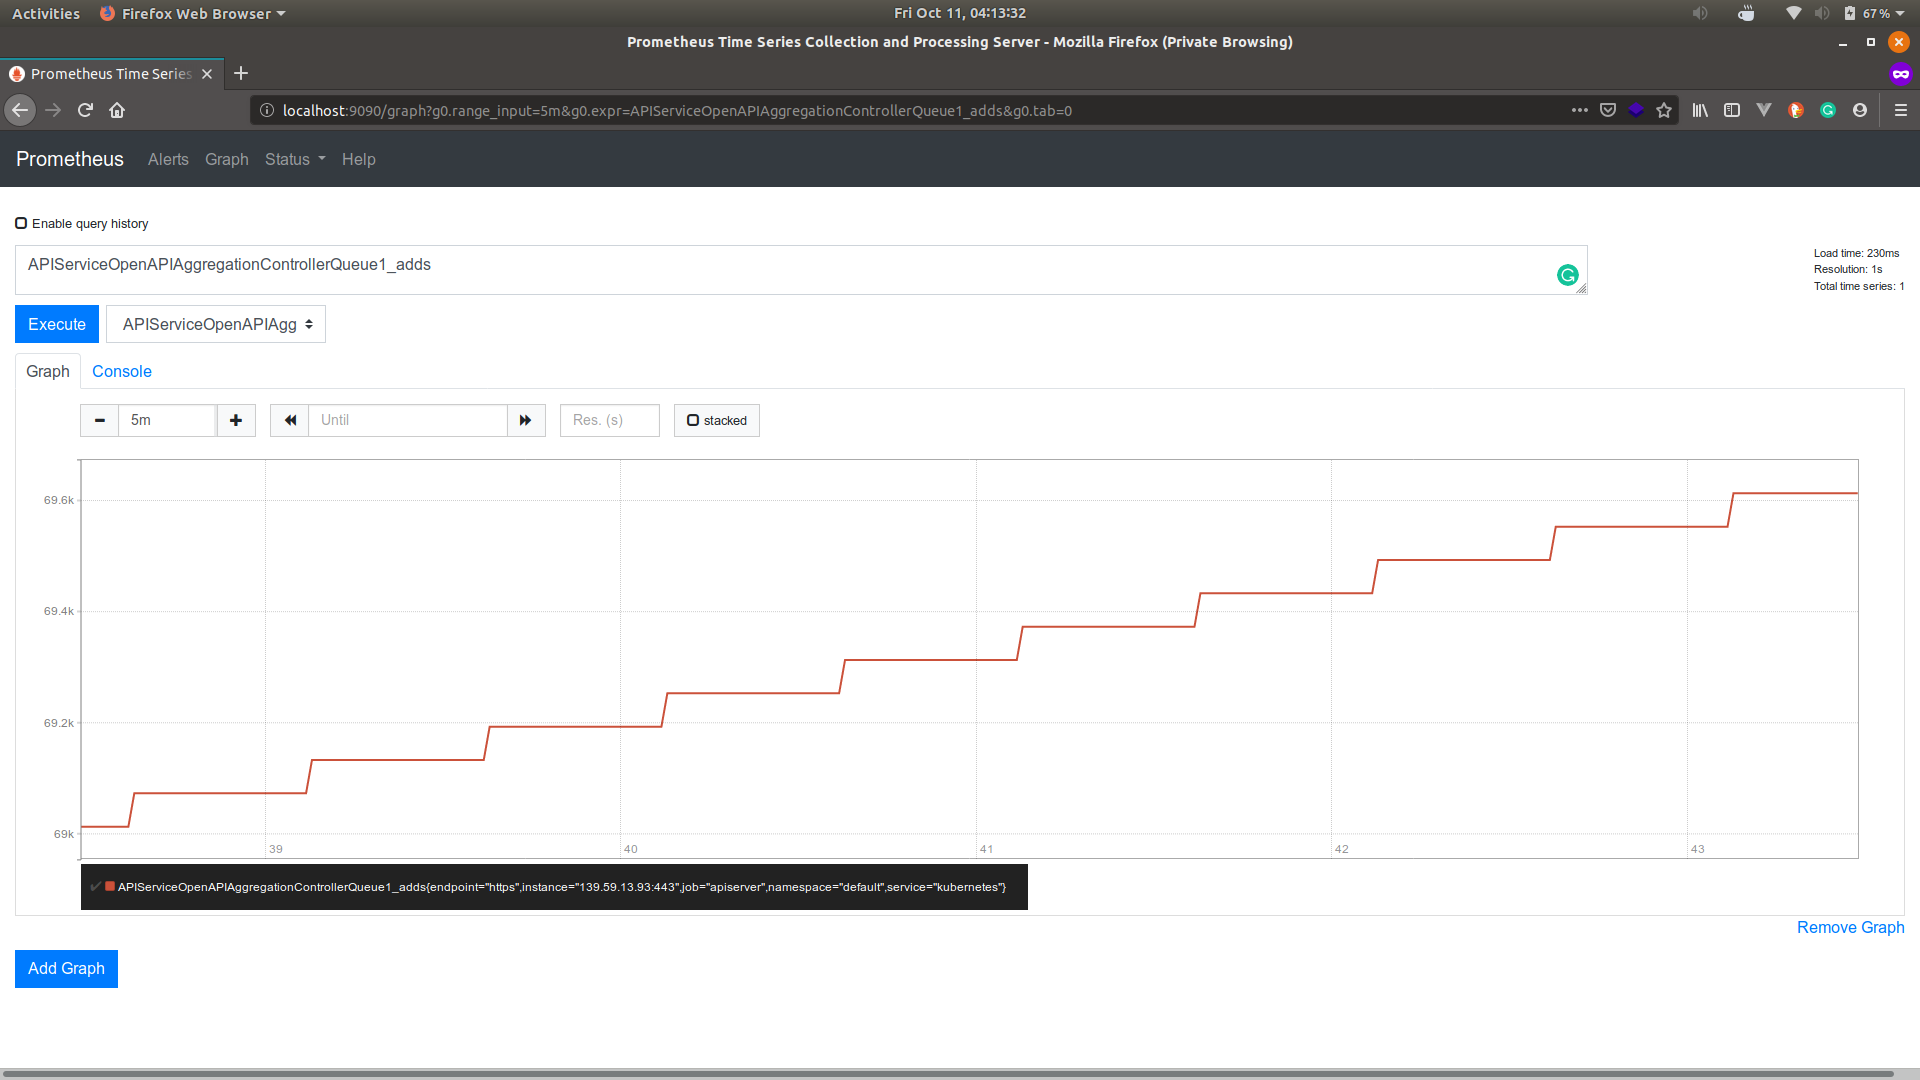 Activities Firefox Web Browser Fri Oct 11, 04:13:32 67 %
Prometheus Time Series Collection and Processing Server - Mozilla Firefox (Private Browsing)
Prometheus Time Series
localhost:9090/graph?g0.range_input=5m&g0.expr=APIServiceOpenAPIAggregationControllerQueue1_adds&g0.tab=0
Prometheus Alerts Graph Status Help
Enable query history
APIServiceOpenAPIAggregationControllerQueue1_adds
Load time: 230ms
Resolution: 1s
Total time series: 1
Execute APIServiceOpenAPIAgg
Graph Console
5m Until Res. (s) stacked
69.6k
69.4k
69.2k
69k
39 40 41 42 43
APIServiceOpenAPIAggregationControllerQueue1_adds{endpoint="https",instance="139.59.13.93:443",job="apiserver",namespace="default",service="kubernetes"}
Remove Graph
Add Graph